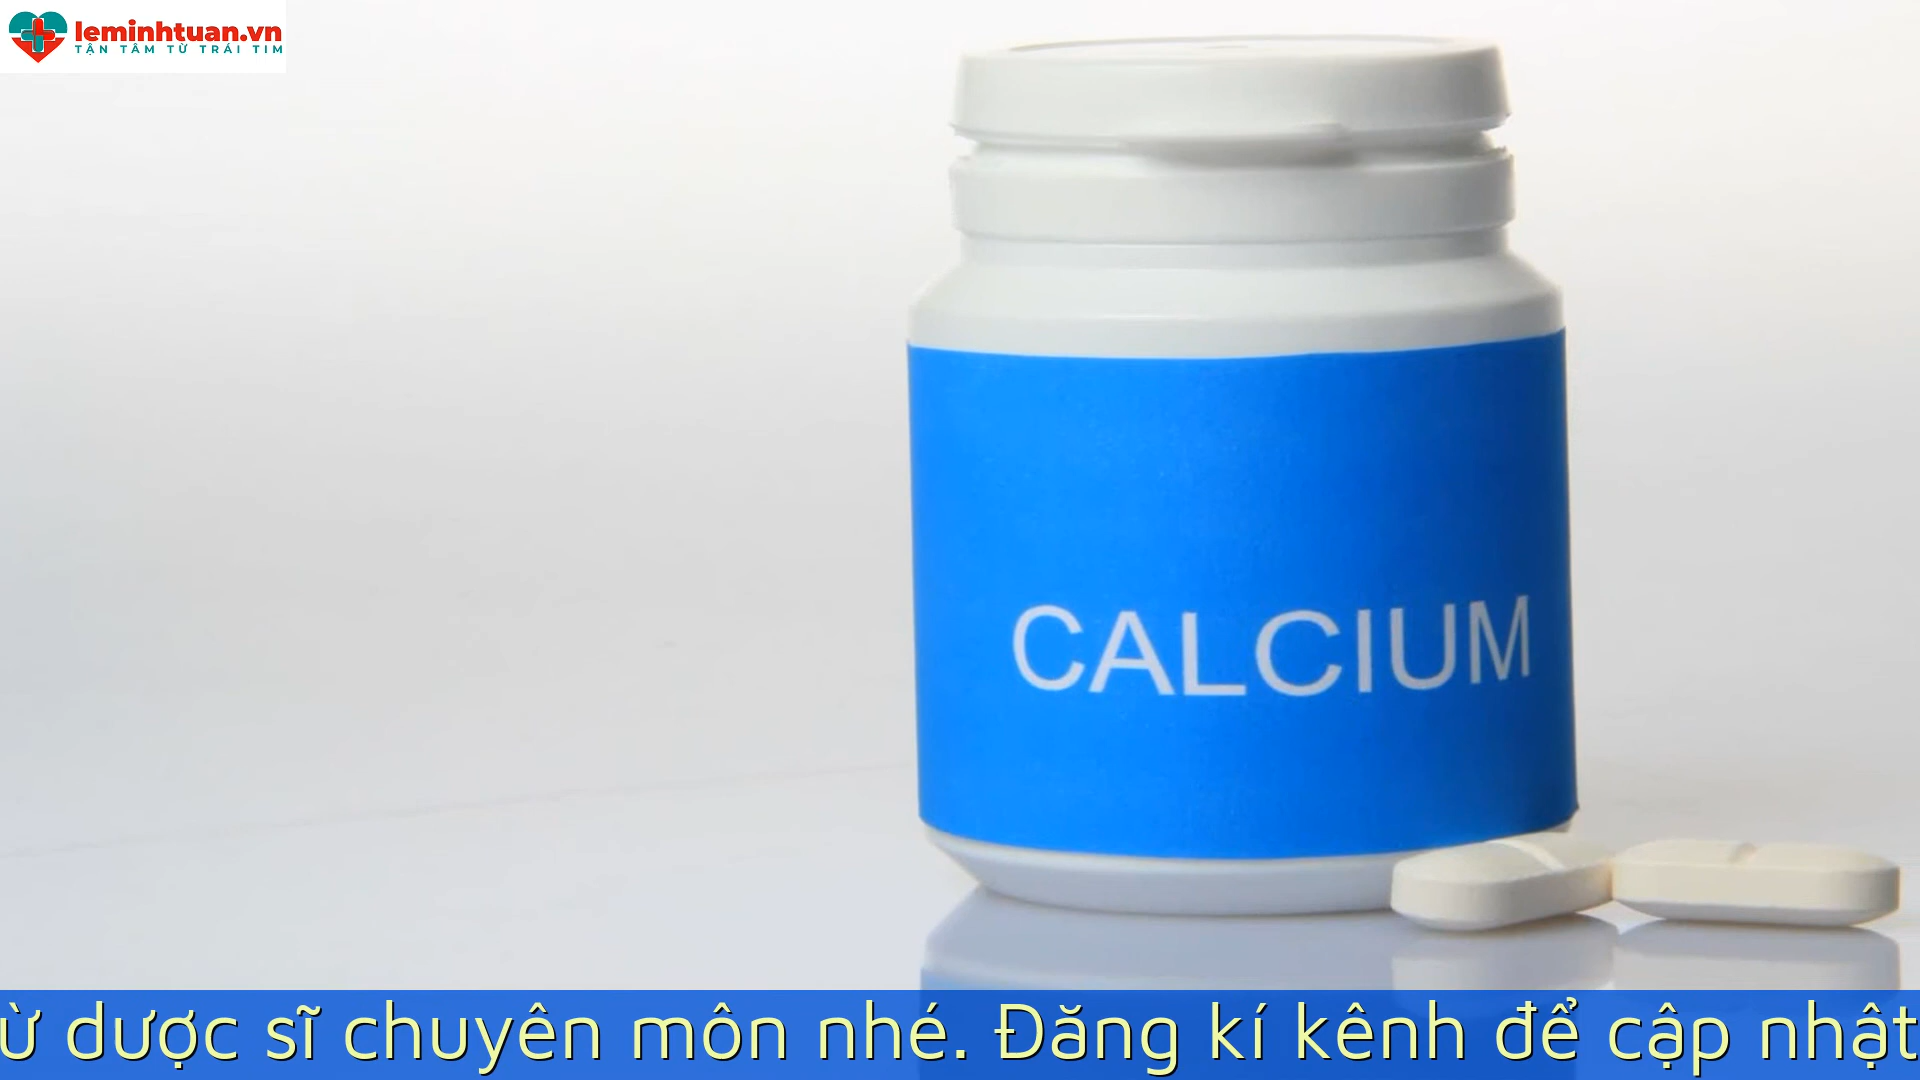 leminhtuan.vn
TẬN TÂM TỪ TRÁI TIM
CALCIUM
ừ dược sĩ chuyên môn nhé. Đăng kí kênh để cập nhật